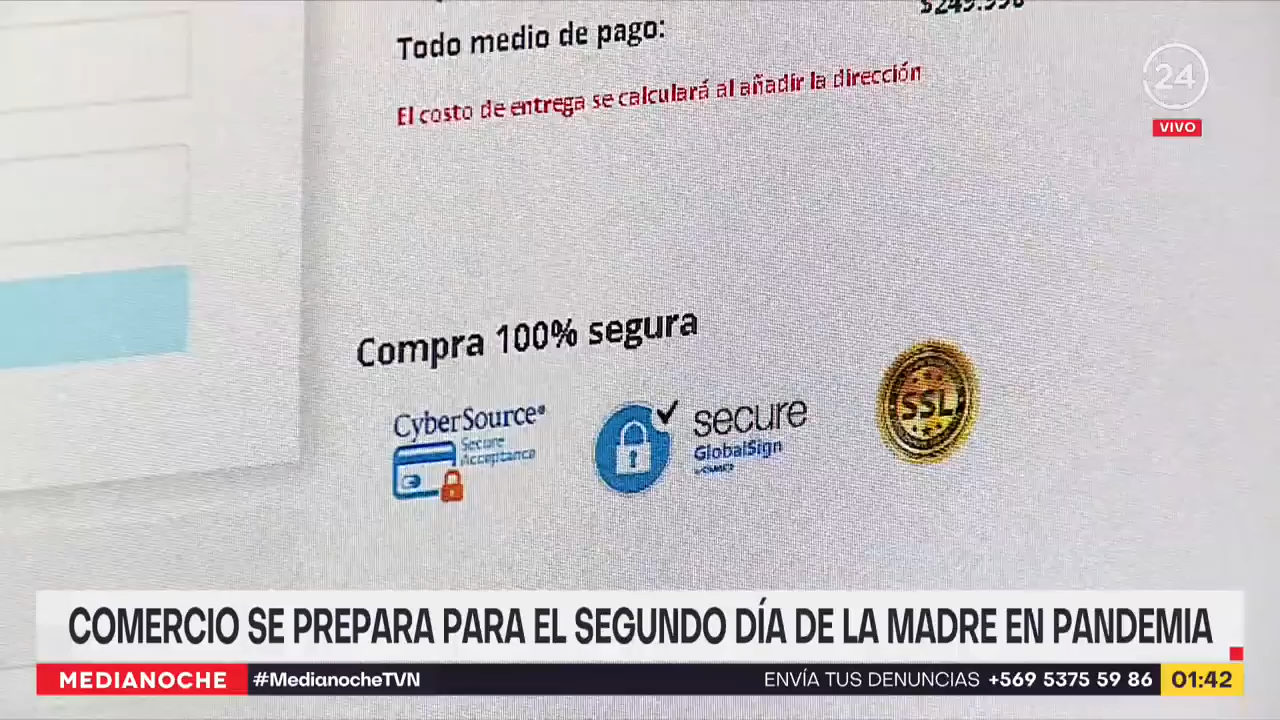 Todo medio de pago:
El costo de entrega se calculará al añadir la dirección
24
VIVO
Compra 100% segura
CyberSource
Secure
Acceptance
secure
GlobalSign
SSL
COMERCIO SE PREPARA PARA EL SEGUNDO DÍA DE LA MADRE EN PANDEMIA
MEDIANOCHE #MedianocheTVN ENVÍA TUS DENUNCIAS +569 5375 59 86 01:42